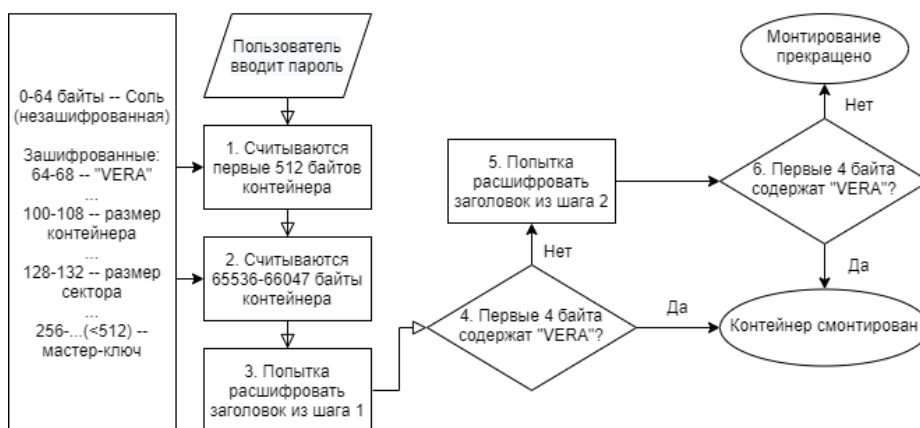 0-64 байты -- Соль
(незашифрованная)
Зашифрованные:
64-68 -- "VERA"
...
100-108 -- размер
контейнера
...
128-132 -- размер
сектора
...
256-...(<512) --
мастер-ключ
Пользователь
вводит пароль
1. Считываются
первые 512 байтов
контейнера
2. Считываются
65536-66047 байты
контейнера
3. Попытка
расшифровать
заголовок из шага 1
4. Первые 4 байта
содержат "VERA"?
Нет
Да
5. Попытка
расшифровать
заголовок из шага 2
6. Первые 4 байта
содержат "VERA"?
Нет
Да
Монтирование
прекращено
Контейнер смонтирован